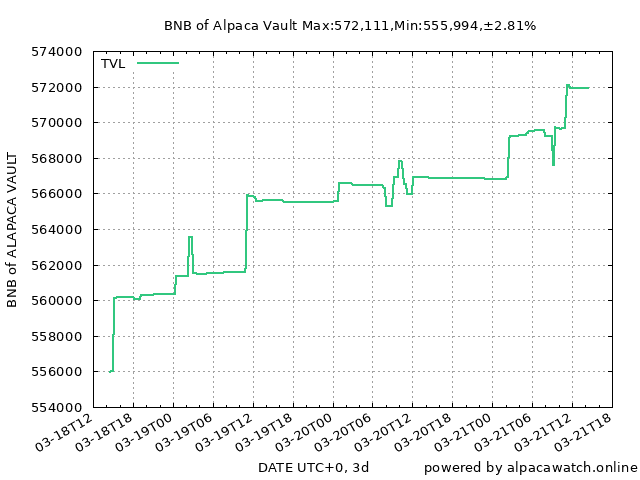 BNB of Alpaca Vault Max:572,111,Min:555,994,±2.81%
TVL
574000
572000
570000
568000
566000
564000
562000
560000
558000
556000
554000
BNB of ALAPACA VAULT
03-18T12
03-18T18
03-19T00
03-19T06
03-19T12
03-19T18
03-20T00
03-20T06
03-20T12
03-20T18
03-21T00
03-21T06
03-21T12
03-21T18
DATE UTC+0, 3d
powered by alpacawatch.online